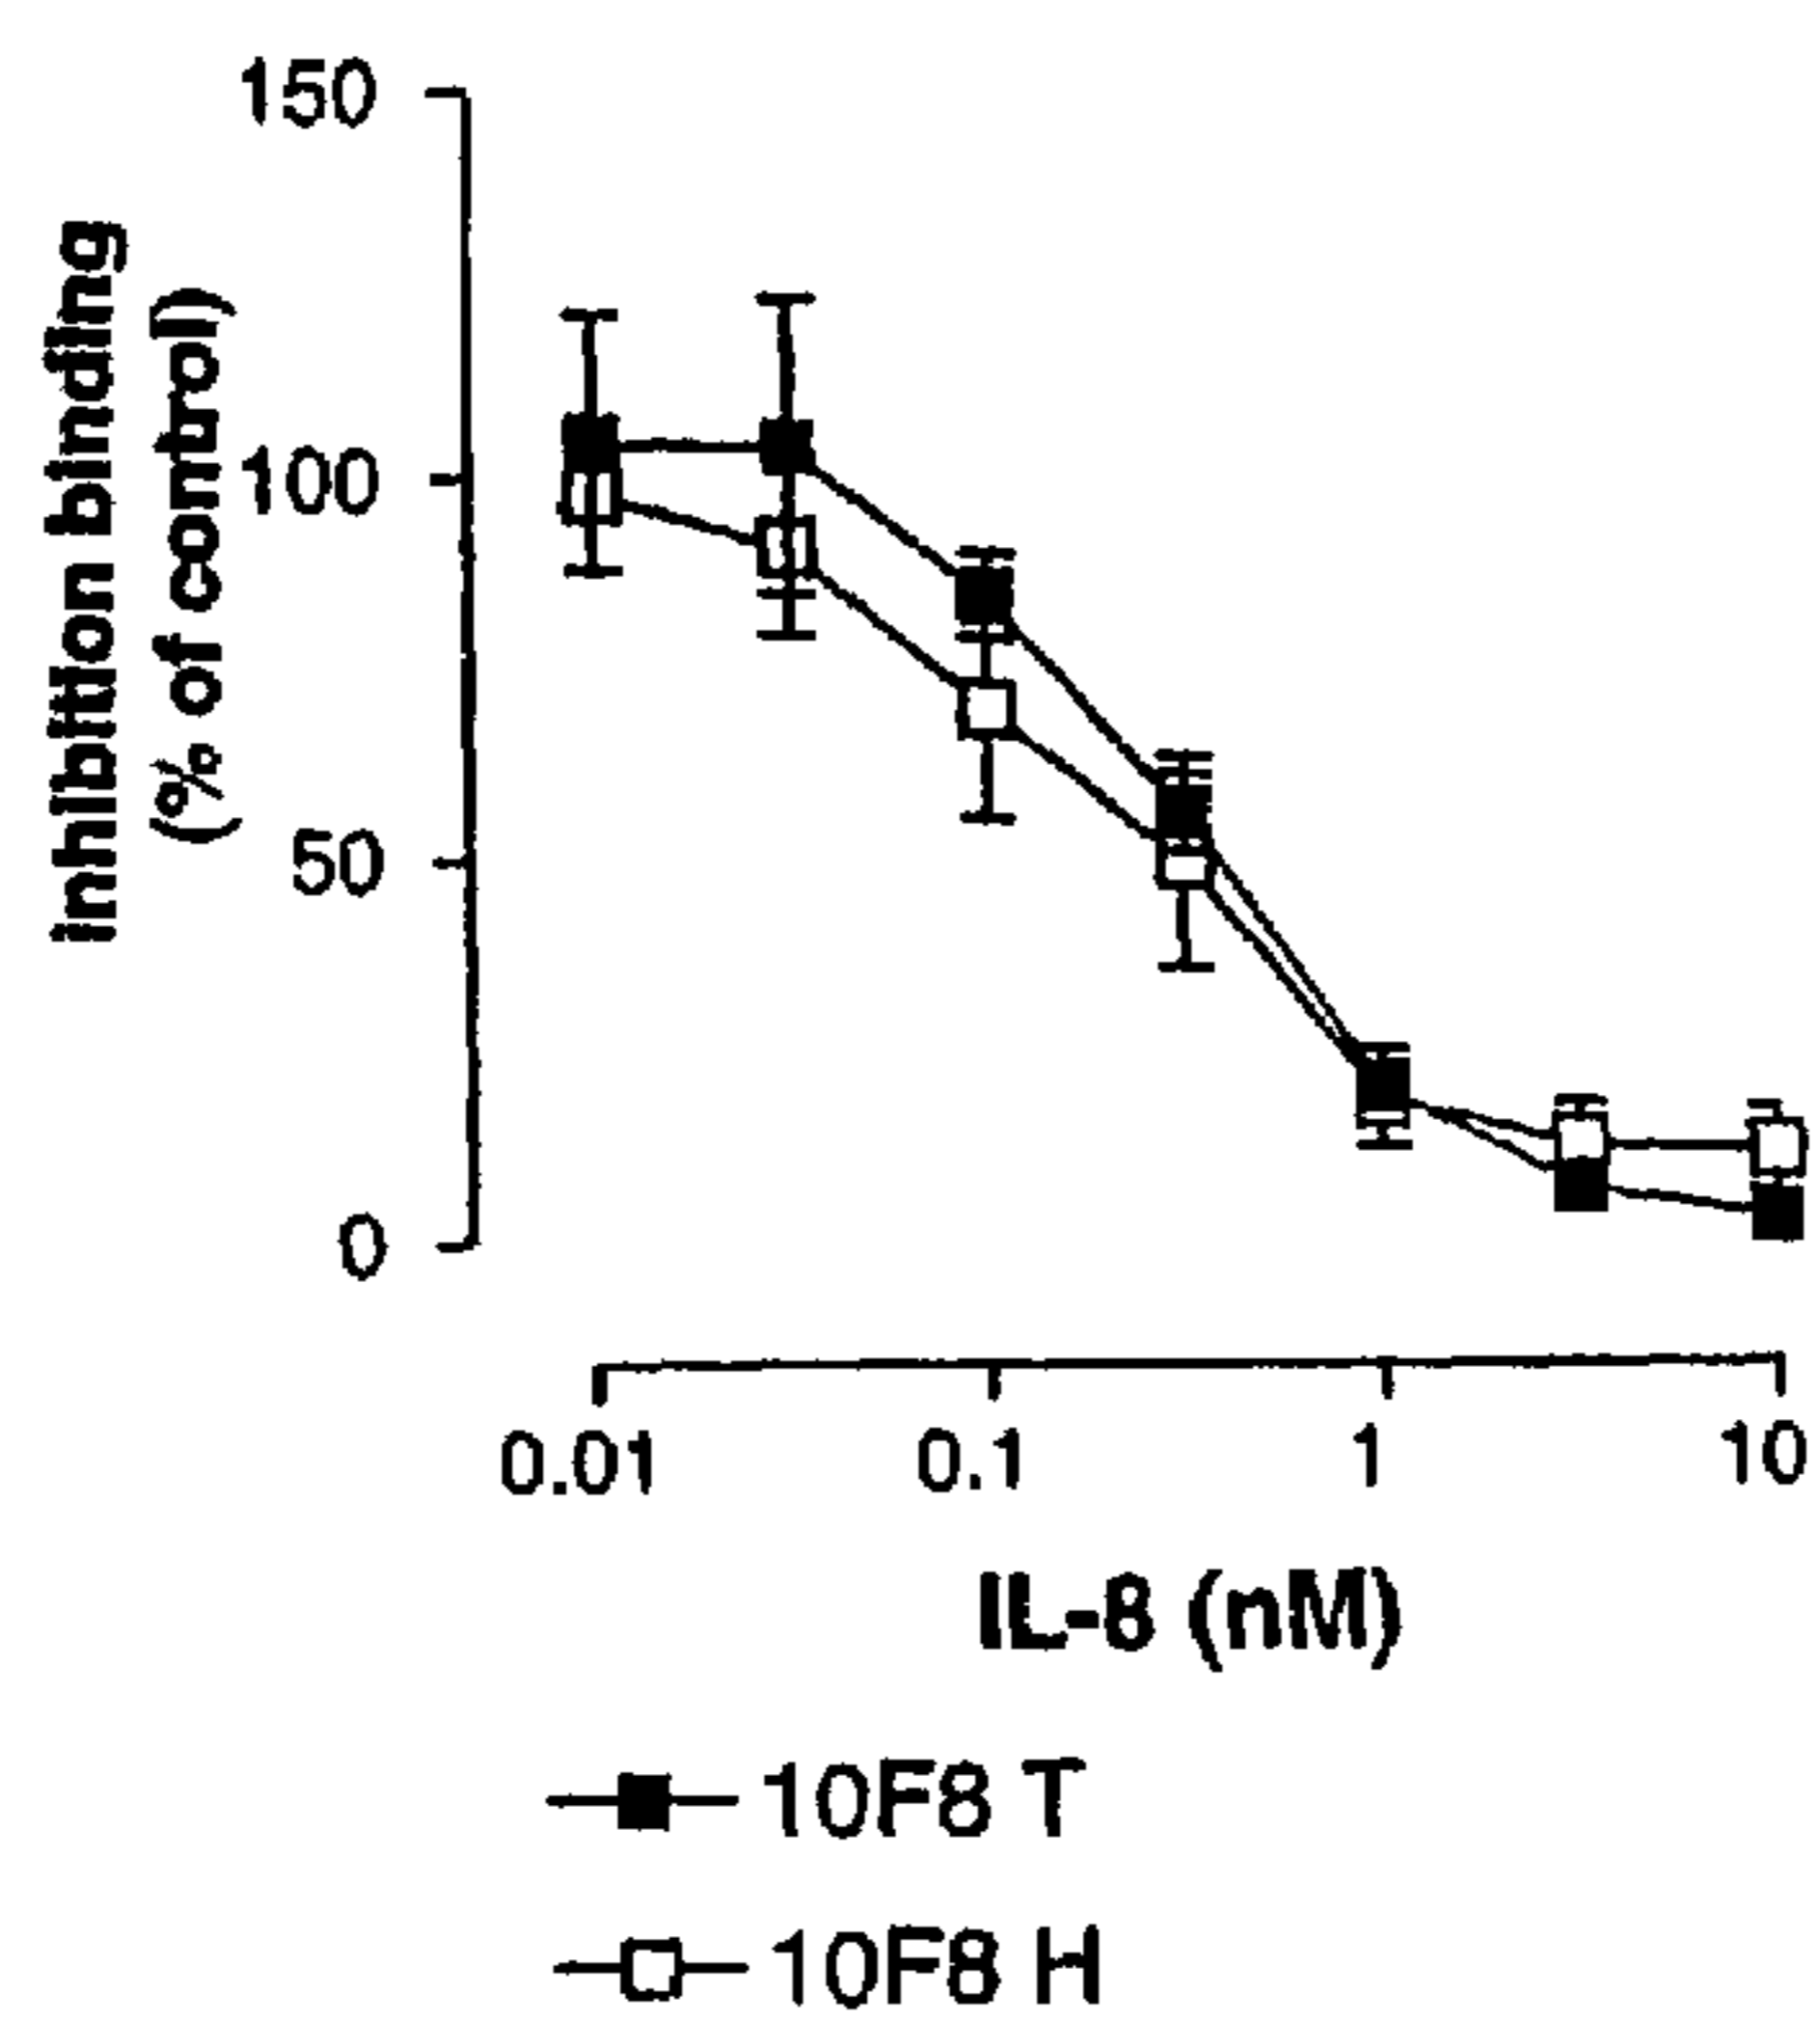 Inhibition binding
(% of control)
150
100
50
0
0.01 0.1 1 10
IL-8 (nM)
10F8 T
10F8 H